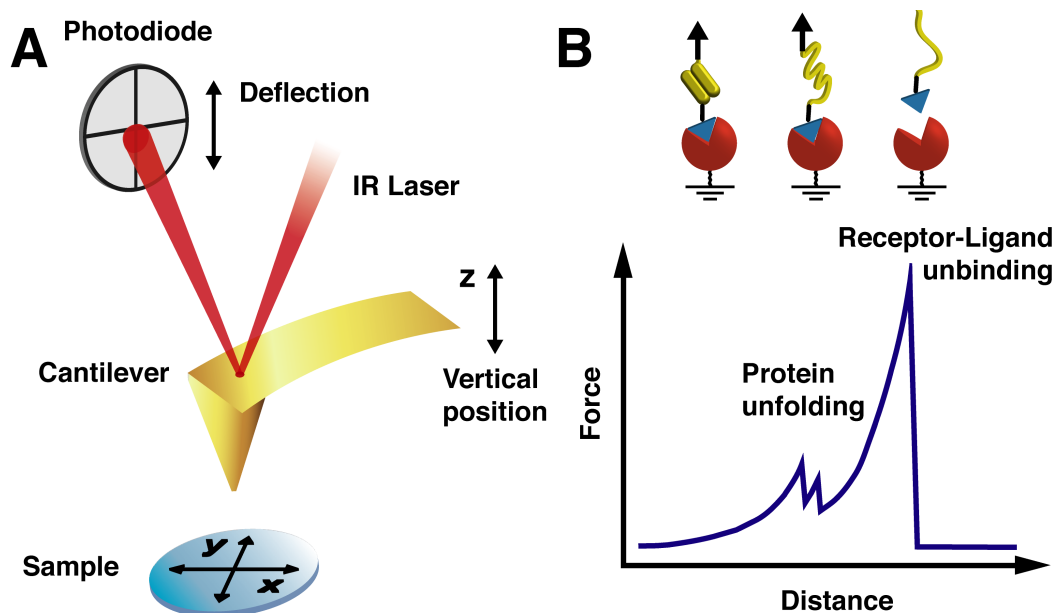 A
Photodiode
Deflection
IR Laser
z
Cantilever
Vertical
position
Sample
y
x
B
Receptor-Ligand
unbinding
Protein
unfolding
Force
Distance